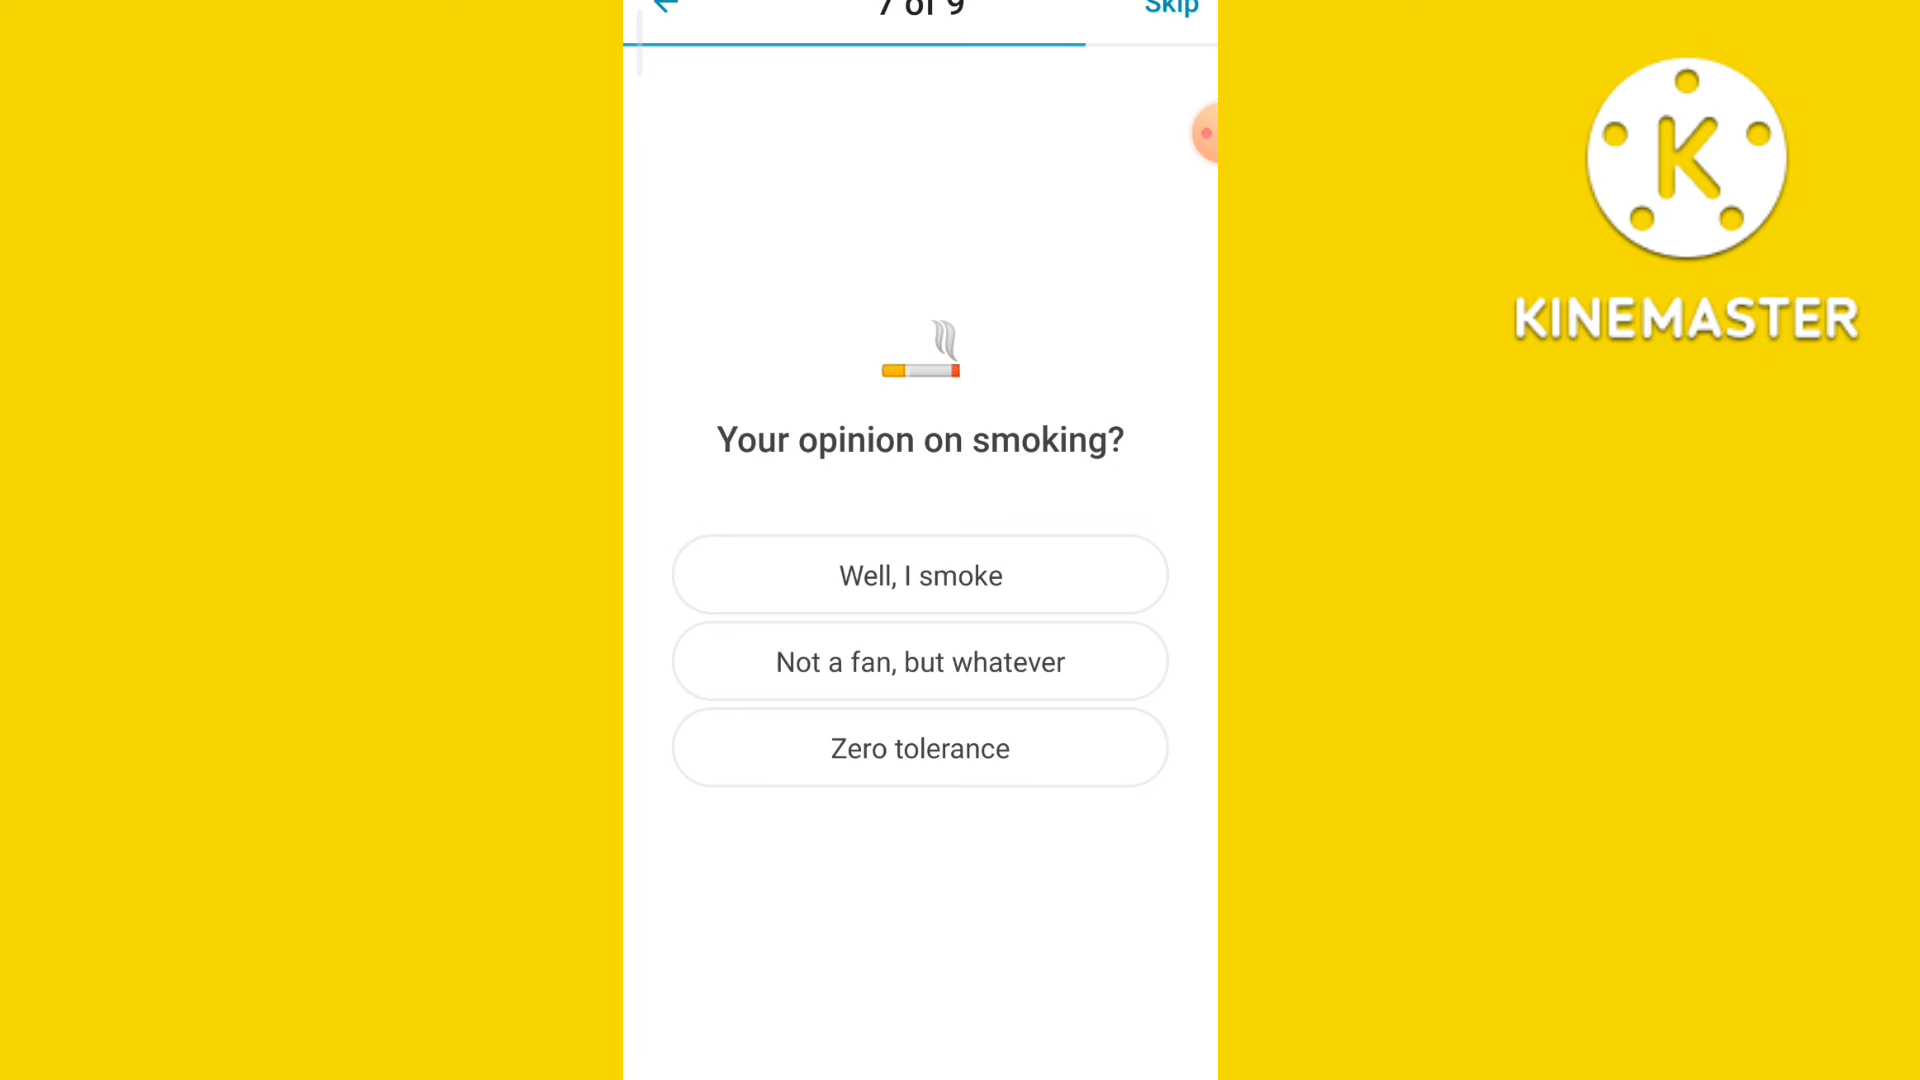 7 of 9
Skip
K
KINEMASTER
Your opinion on smoking?
Well, I smoke
Not a fan, but whatever
Zero tolerance